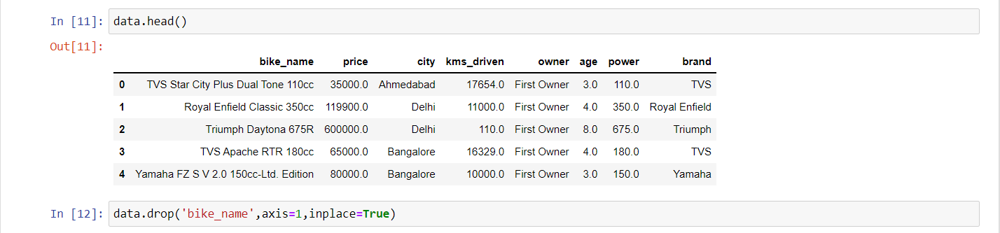 In [11]: data.head()
Out[11]:
bike_name price city kms_driven owner age power brand
0 TVS Star City Plus Dual Tone 110cc 35000.0 Ahmedabad 17654.0 First Owner 3.0 110.0 TVS
1 Royal Enfield Classic 350cc 119900.0 Delhi 11000.0 First Owner 4.0 350.0 Royal Enfield
2 Triumph Daytona 675R 600000.0 Delhi 110.0 First Owner 8.0 675.0 Triumph
3 TVS Apache RTR 180cc 65000.0 Bangalore 16329.0 First Owner 4.0 180.0 TVS
4 Yamaha FZ S V 2.0 150cc-Ltd. Edition 80000.0 Bangalore 10000.0 First Owner 3.0 150.0 Yamaha
In [12]: data.drop('bike_name',axis=1,inplace=True)